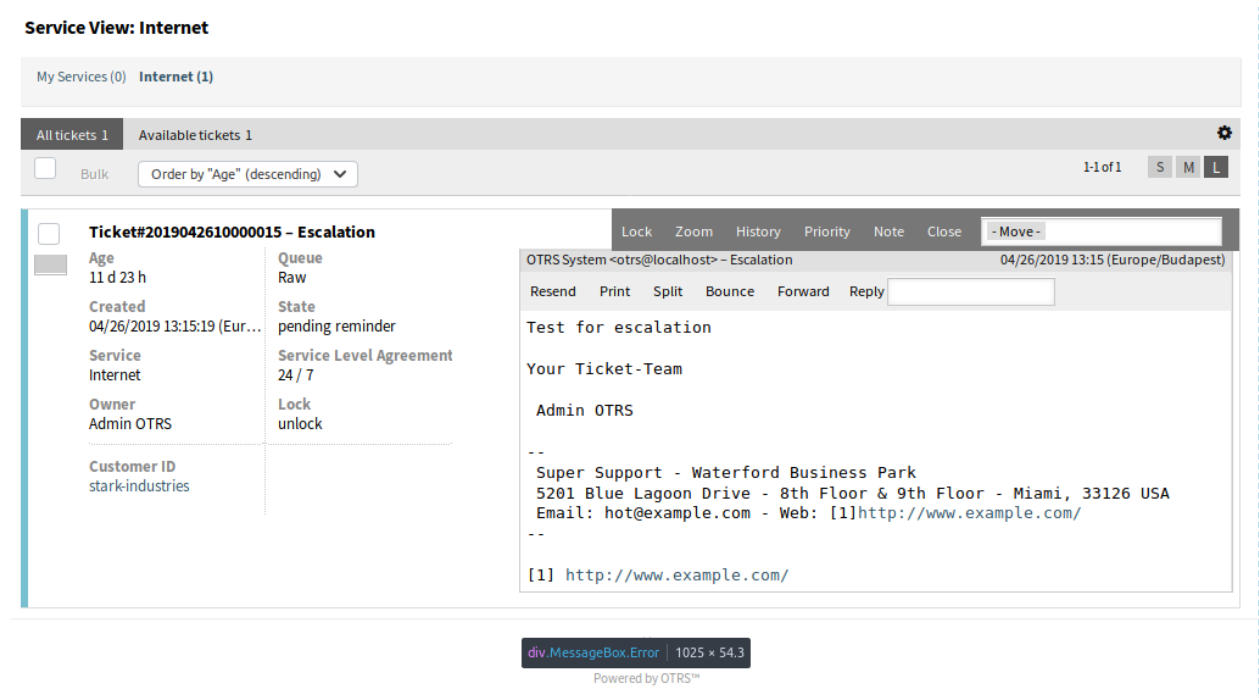 Service View: Internet
My Services (0) Internet (1)
All tickets 1 Available tickets 1
Bulk Order by "Age" (descending) 1-1 of 1 S M L
Ticket#2019042610000015 – Escalation
Lock Zoom History Priority Note Close - Move -
Age Queue
11 d 23 h Raw
Created State
04/26/2019 13:15:19 (Eur… pending reminder
Service Service Level Agreement
Internet 24 / 7
Owner Lock
Admin OTRS unlock
Customer ID
stark-industries
OTRS System <otrs@localhost> – Escalation 04/26/2019 13:15 (Europe/Budapest)
Resend Print Split Bounce Forward Reply
Test for escalation
Your Ticket-Team
Admin OTRS
--
Super Support - Waterford Business Park
5201 Blue Lagoon Drive - 8th Floor & 9th Floor - Miami, 33126 USA
Email: hot@example.com - Web: [1]http://www.example.com/
--
[1] http://www.example.com/
div.MessageBox.Error 1025 × 54.3
Powered by OTRS™